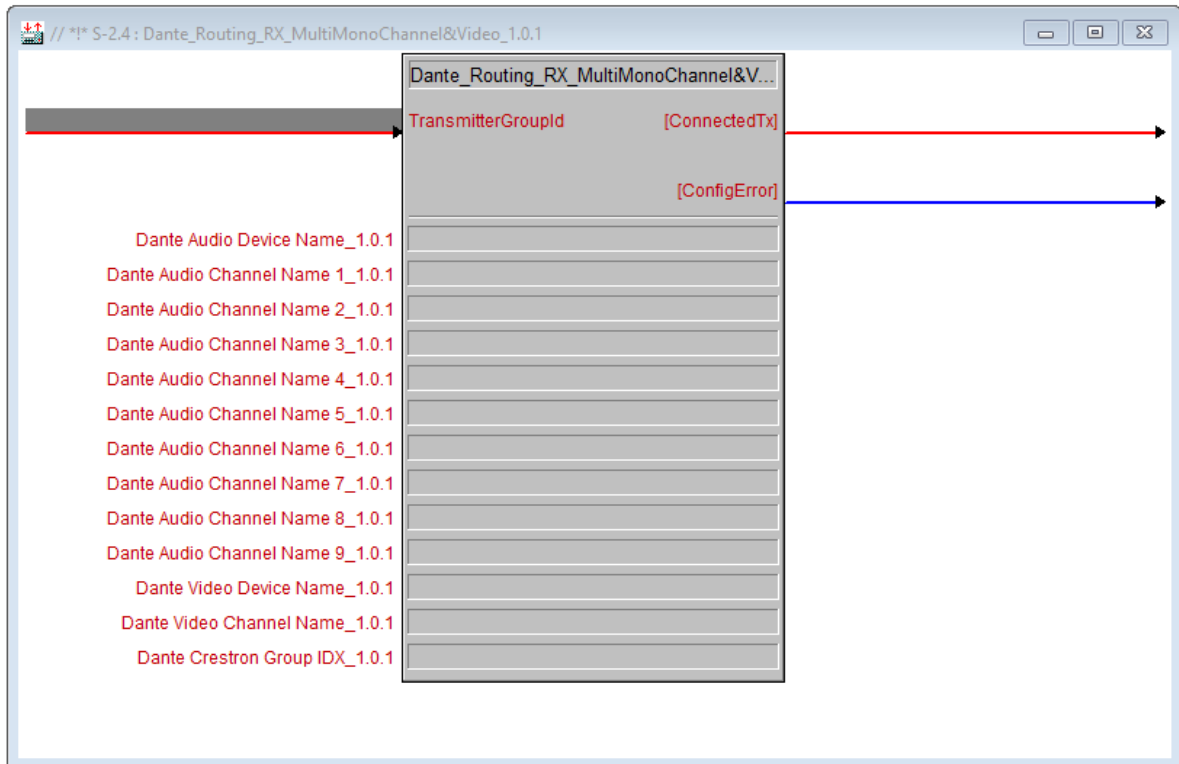 // *!* S-2.4 : Dante_Routing_RX_MultiMonoChannel&Video_1.0.1
Dante_Routing_RX_MultiMonoChannel&V...
TransmitterGroupId [ConnectedTx]
[ConfigError]
Dante Audio Device Name_1.0.1
Dante Audio Channel Name 1_1.0.1
Dante Audio Channel Name 2_1.0.1
Dante Audio Channel Name 3_1.0.1
Dante Audio Channel Name 4_1.0.1
Dante Audio Channel Name 5_1.0.1
Dante Audio Channel Name 6_1.0.1
Dante Audio Channel Name 7_1.0.1
Dante Audio Channel Name 8_1.0.1
Dante Audio Channel Name 9_1.0.1
Dante Video Device Name_1.0.1
Dante Video Channel Name_1.0.1
Dante Crestron Group IDX_1.0.1